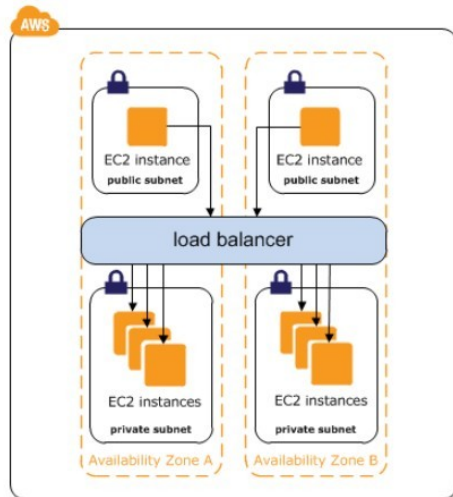 AWS
EC2 instance
public subnet
EC2 instance
public subnet
load balancer
EC2 instances
private subnet
EC2 instances
private subnet
Availability Zone A
Availability Zone B